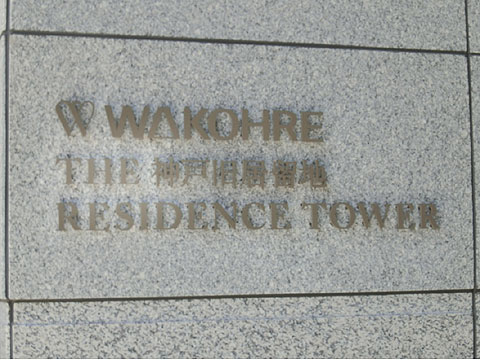 W WAKOHRE
THE 神戸旧居留地
RESIDENCE TOWER